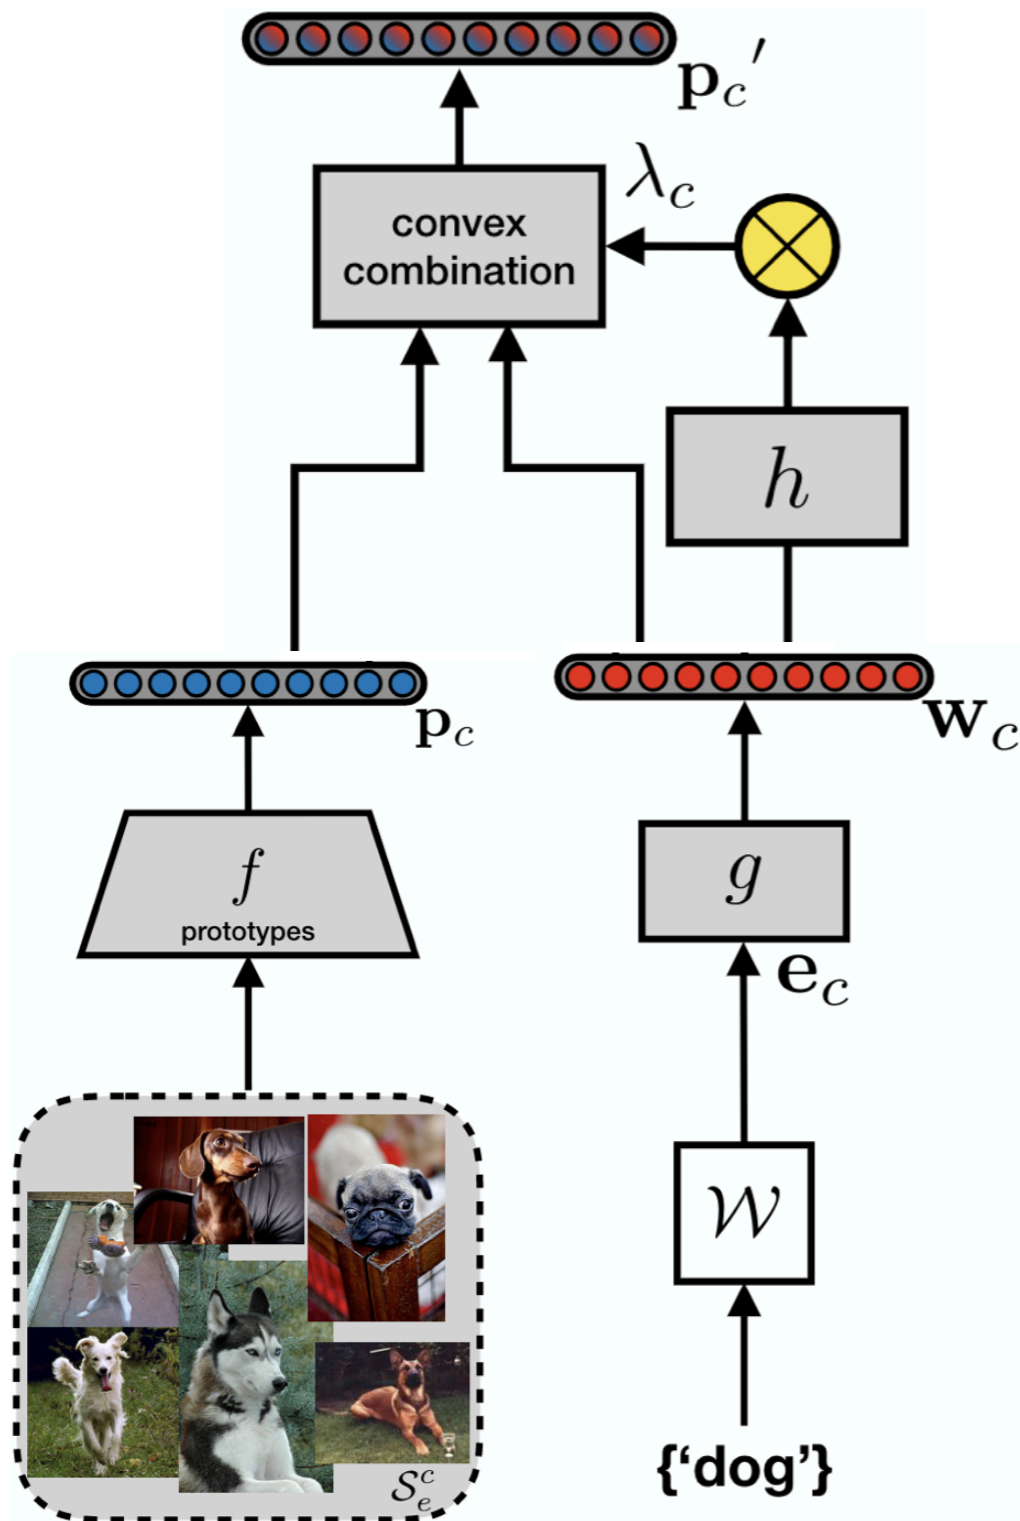 p_c′
λ_c
convex
combination
h
p_c
w_c
f
prototypes
g
e_c
𝒲
𝒮_e^c
{‘dog’}